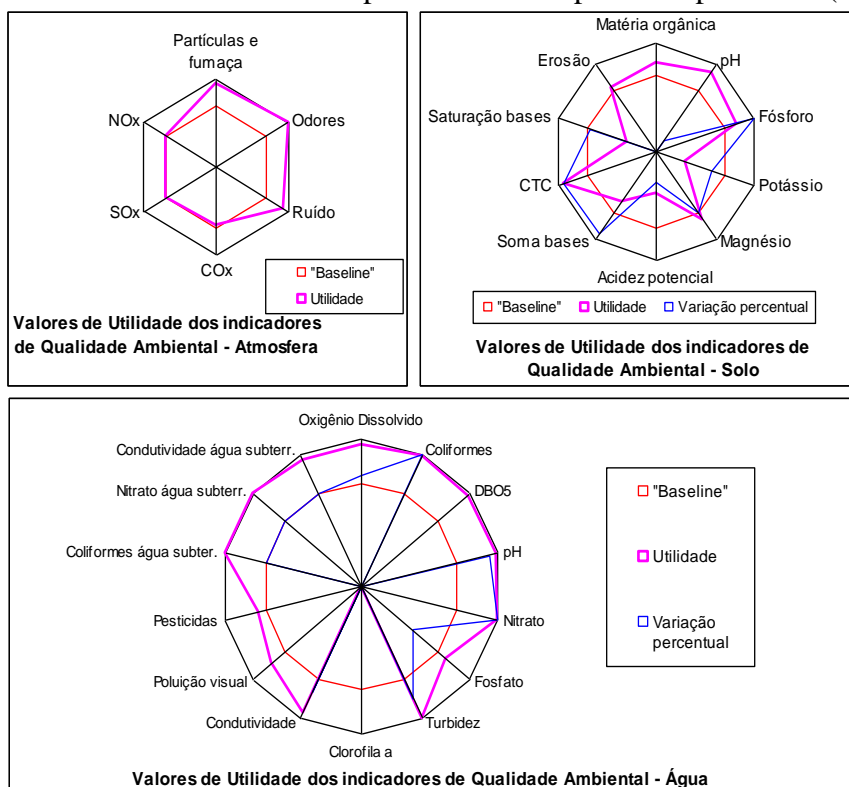 Partículas e
fumaça
Odores
Ruído
COx
SOx
NOx
"Baseline"
Utilidade
Valores de Utilidade dos indicadores
de Qualidade Ambiental - Atmosfera
Matéria orgânica
pH
Fósforo
Potássio
Magnésio
Acidez potencial
Soma bases
CTC
Saturação bases
Erosão
"Baseline" Utilidade Variação percentual
Valores de Utilidade dos indicadores de
Qualidade Ambiental - Solo
Oxigênio Dissolvido
Coliformes
DBO5
pH
Nitrato
Fosfato
Turbidez
Clorofila a
Condutividade
Poluição visual
Pesticidas
Coliformes água subter.
Nitrato água subterr.
Condutividade água subterr.
"Baseline"
Utilidade
Variação
percentual
Valores de Utilidade dos indicadores de Qualidade Ambiental - Água